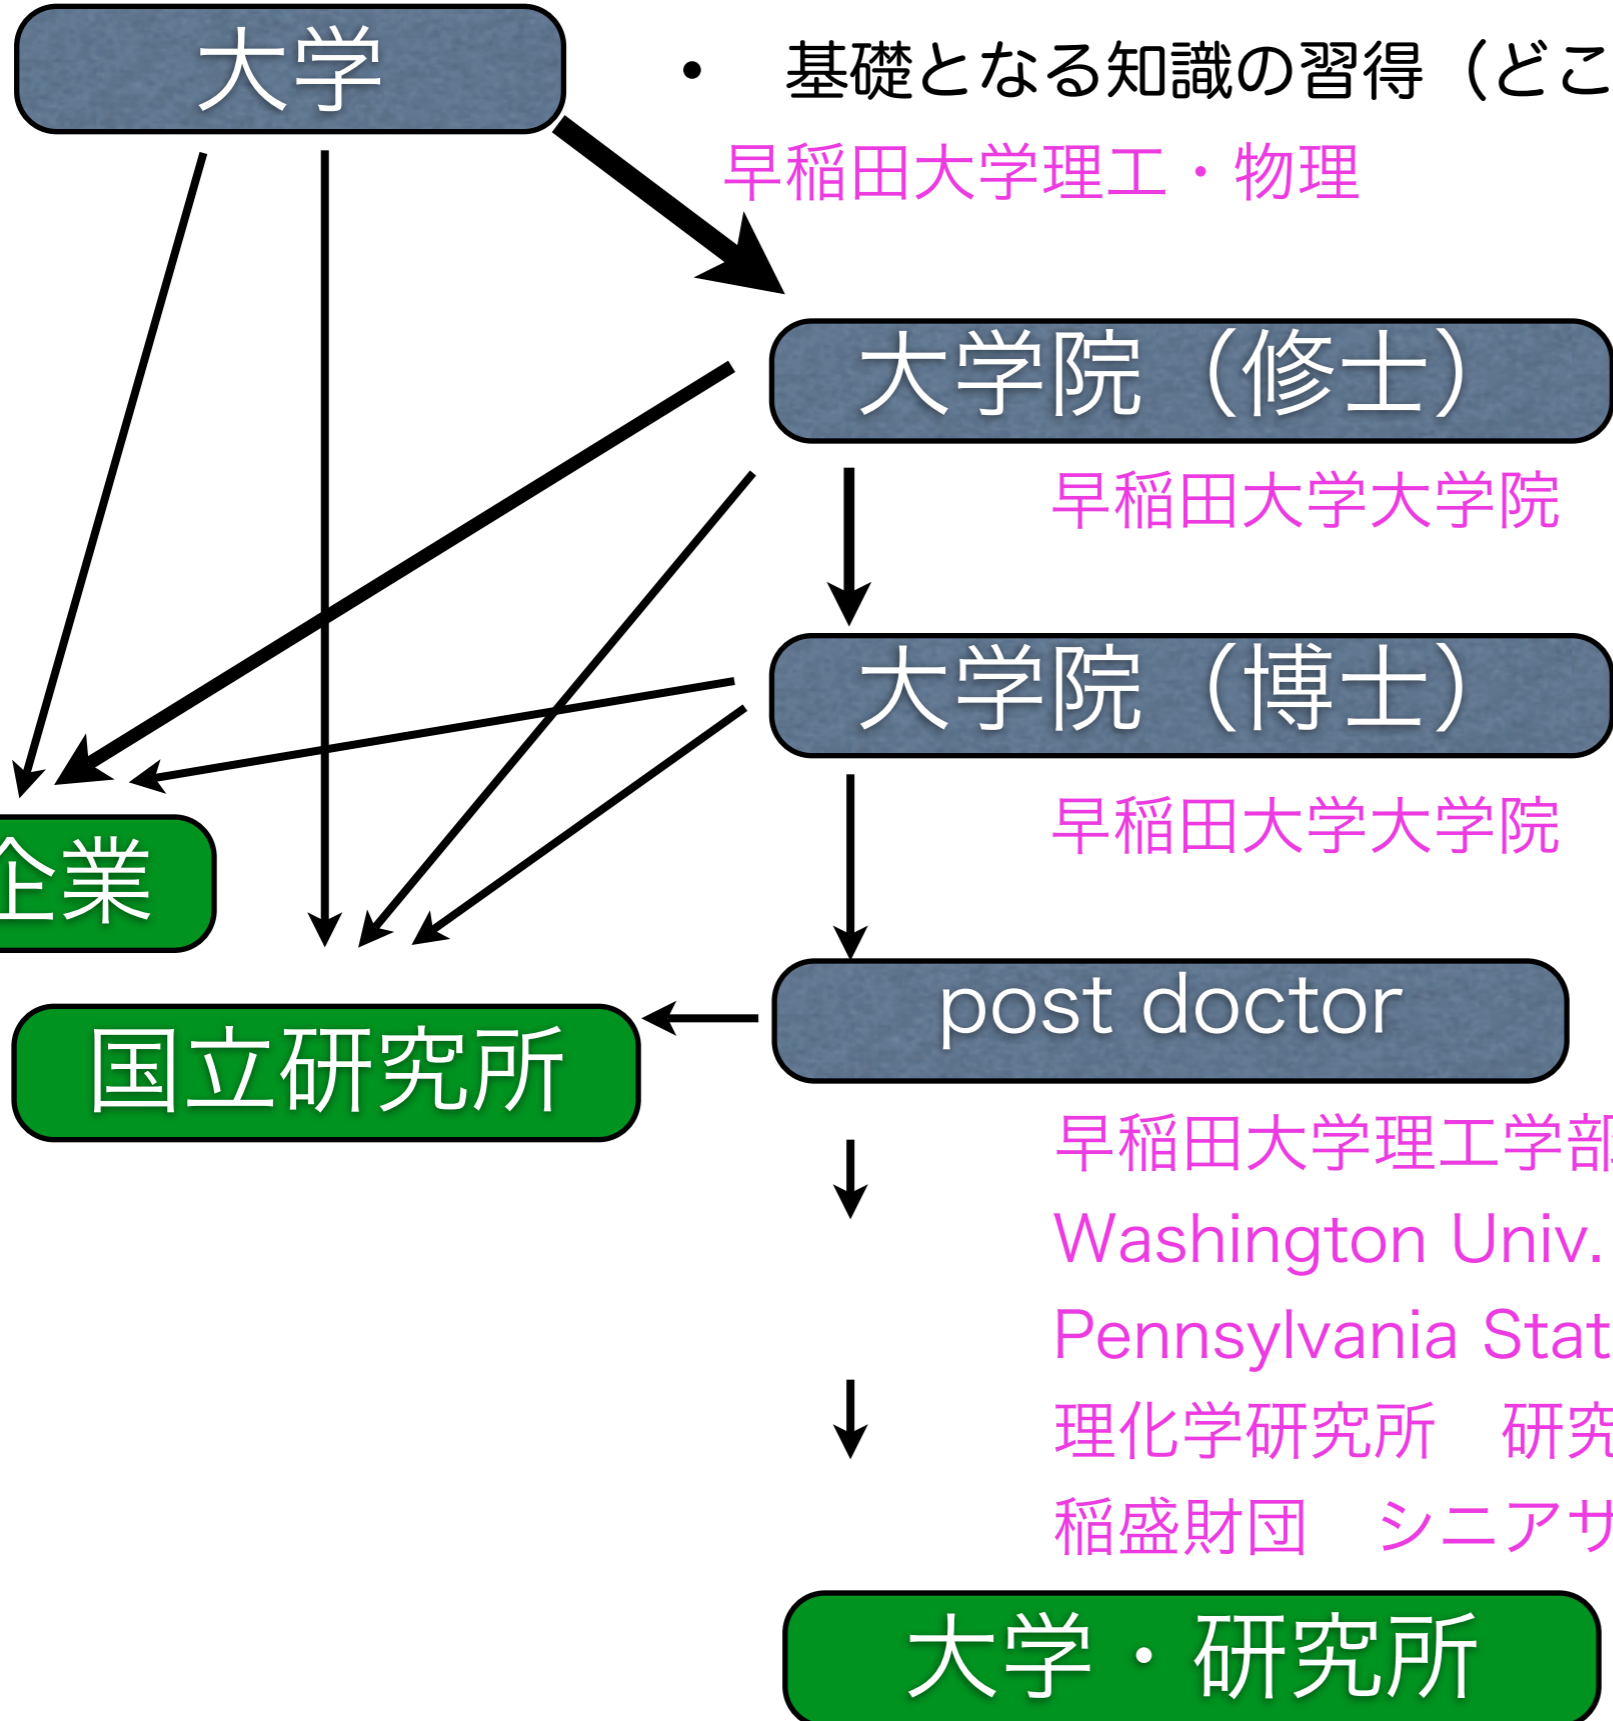 大学
• 基礎となる知識の習得（どこ
早稲田大学理工・物理
大学院（修士）
早稲田大学大学院
大学院（博士）
早稲田大学大学院
企業
post doctor
国立研究所
早稲田大学理工学部
Washington Univ.
Pennsylvania Stat
理化学研究所　研究
稲盛財団　シニアサ
大学・研究所